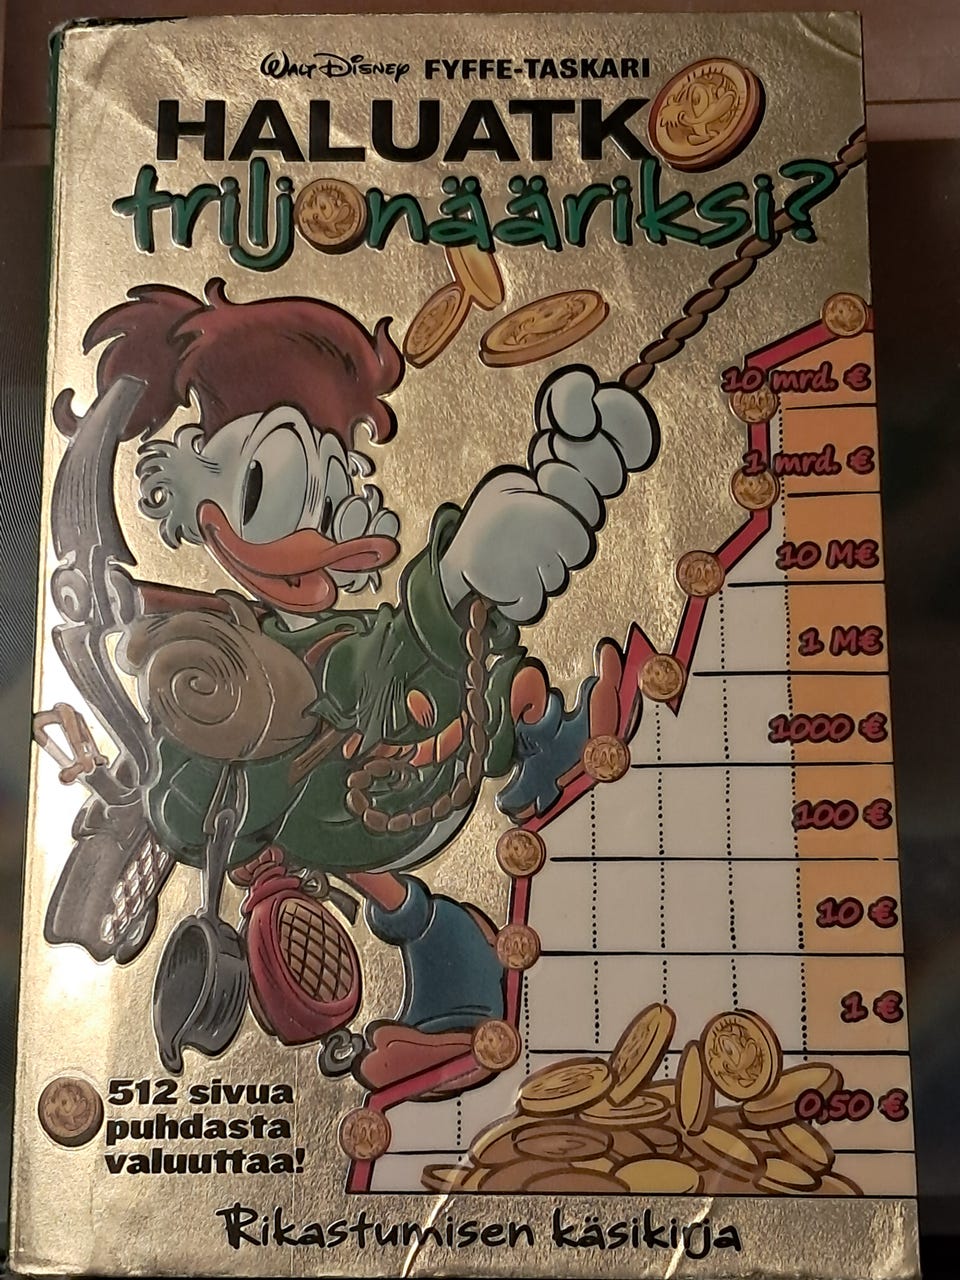 Walt Disney FYFFE-TASKARI
HALUATKO
triljonääriksi?
10 mrd. €
1 mrd. €
10 M€
1 M€
1000 €
100 €
10 €
1 €
0,50 €
512 sivua
puhdasta
valuuttaa!
Rikastumisen käsikirja